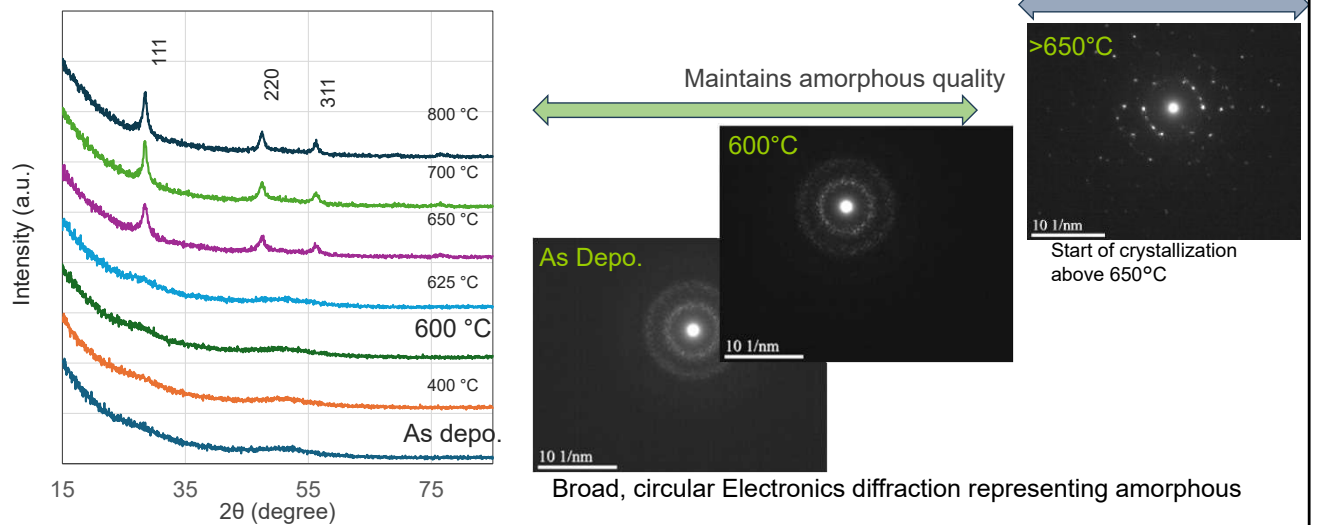 111
220
311
800 °C
700 °C
650 °C
625 °C
600 °C
400 °C
As depo.
Intensity (a.u.)
15
35
55
75
2θ (degree)
Maintains amorphous quality
As Depo.
10 1/nm
600°C
10 1/nm
>650°C
10 1/nm
Start of crystallization
above 650°C
Broad, circular Electronics diffraction representing amorphous